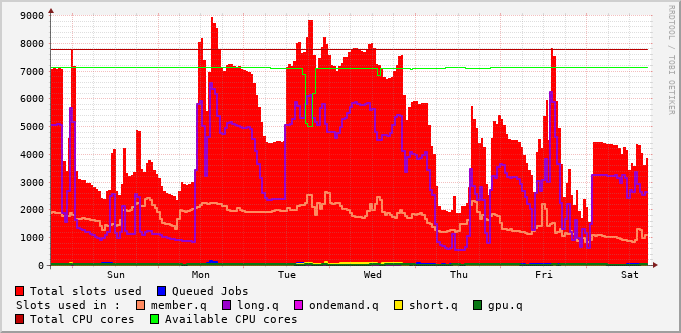 RRDTOOL / TOBI OETIKER
9000
8000
7000
6000
5000
4000
3000
2000
1000
0
Sun Mon Tue Wed Thu Fri Sat
Total slots used Queued Jobs
Slots used in : member.q long.q ondemand.q short.q gpu.q
Total CPU cores Available CPU cores